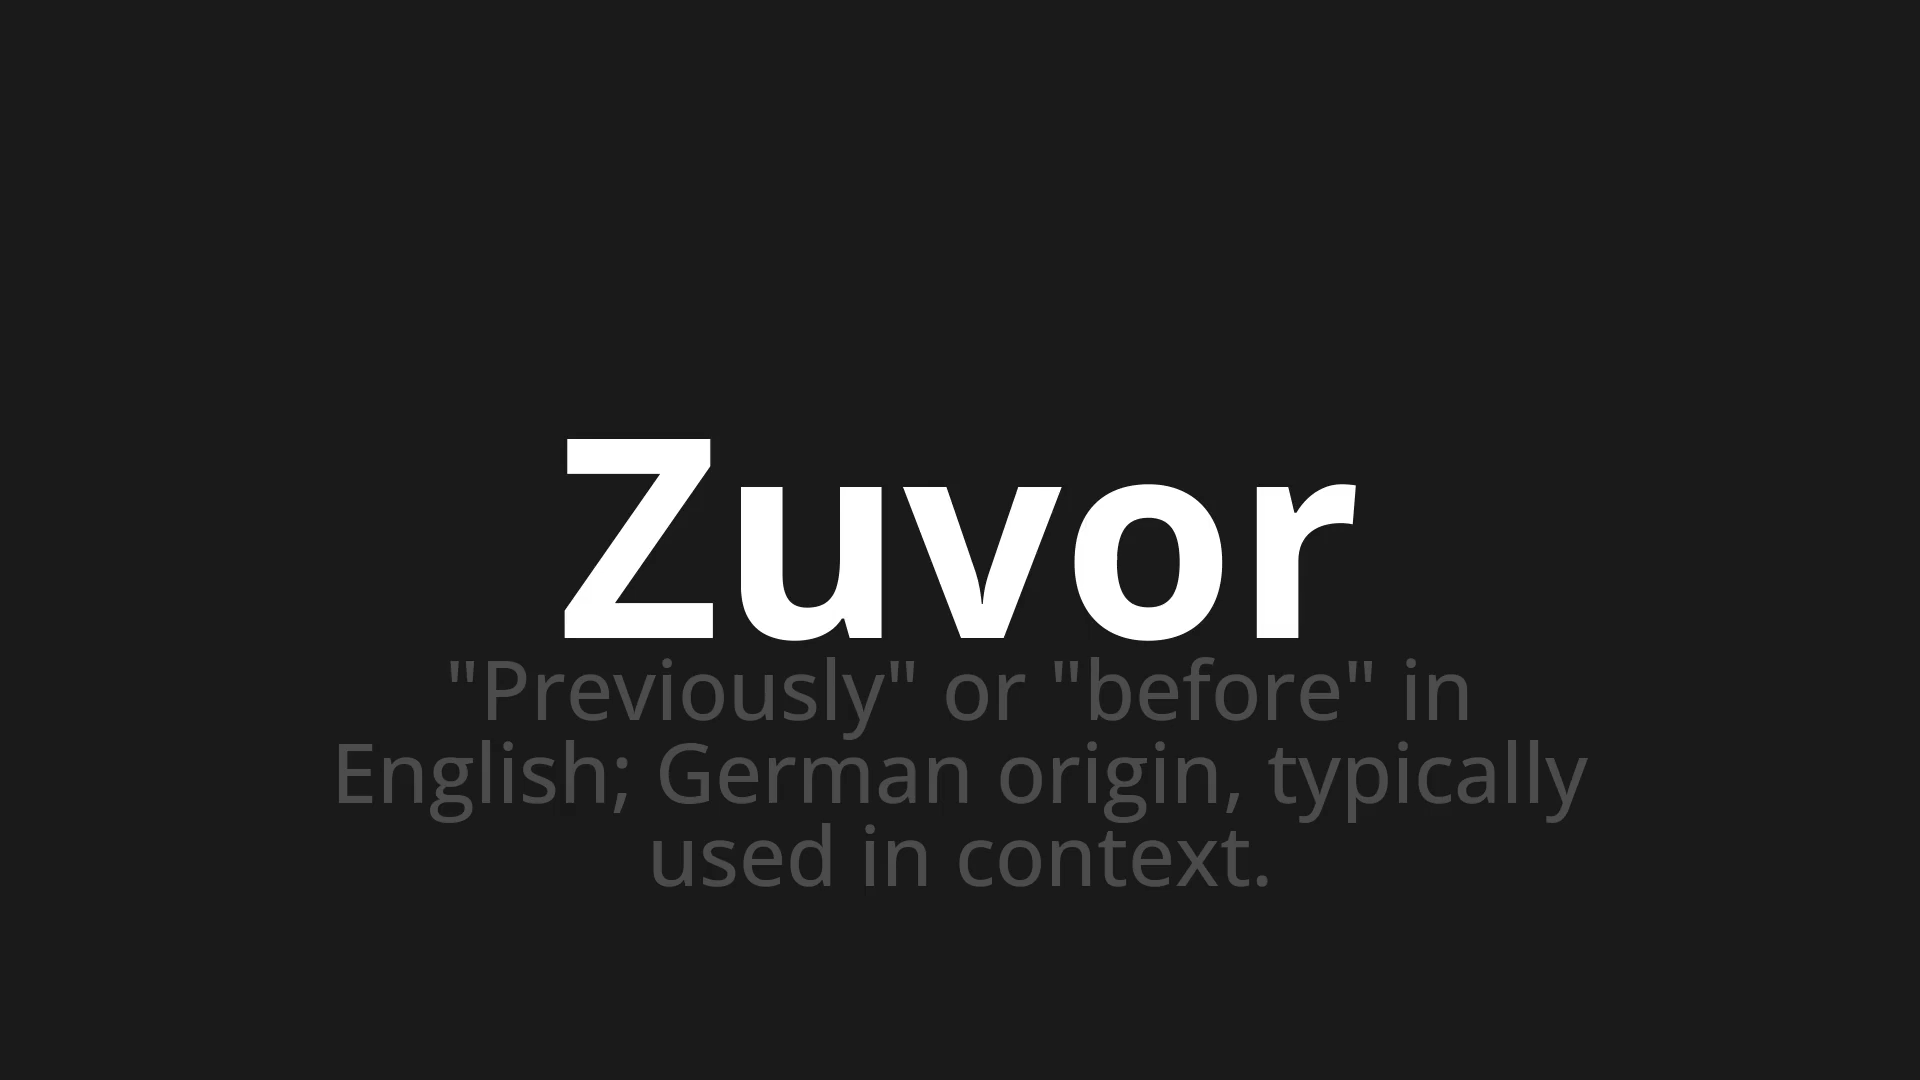 Zuvor
"Previously" or "before" in
English; German origin, typically
used in context.